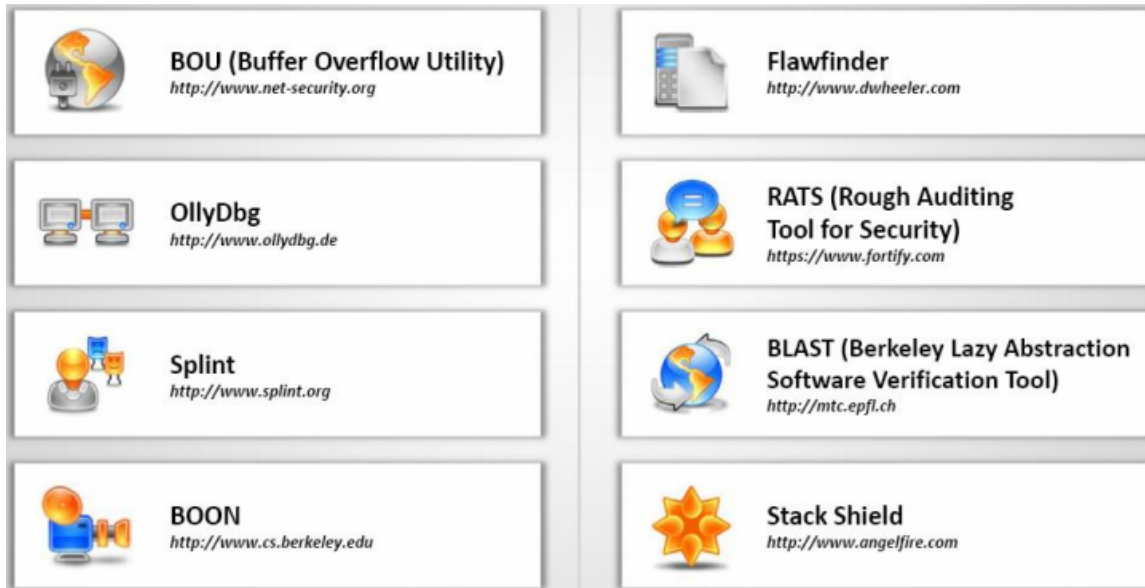 BOU (Buffer Overflow Utility)
http://www.net-security.org
OllyDbg
http://www.ollydbg.de
Splint
http://www.splint.org
BOON
http://www.cs.berkeley.edu
Flawfinder
http://www.dwheeler.com
RATS (Rough Auditing
Tool for Security)
https://www.fortify.com
BLAST (Berkeley Lazy Abstraction
Software Verification Tool)
http://mtc.epfl.ch
Stack Shield
http://www.angelfire.com